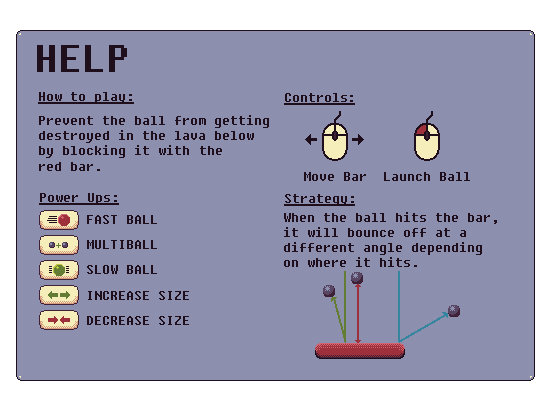 HELP
How to play:
Prevent the ball from getting
destroyed in the lava below
by blocking it with the
red bar.
Power Ups:
FAST BALL
MULTIBALL
SLOW BALL
INCREASE SIZE
DECREASE SIZE
Controls:
Move Bar
Launch Ball
Strategy:
When the ball hits the bar,
it will bounce off at a
different angle depending
on where it hits.